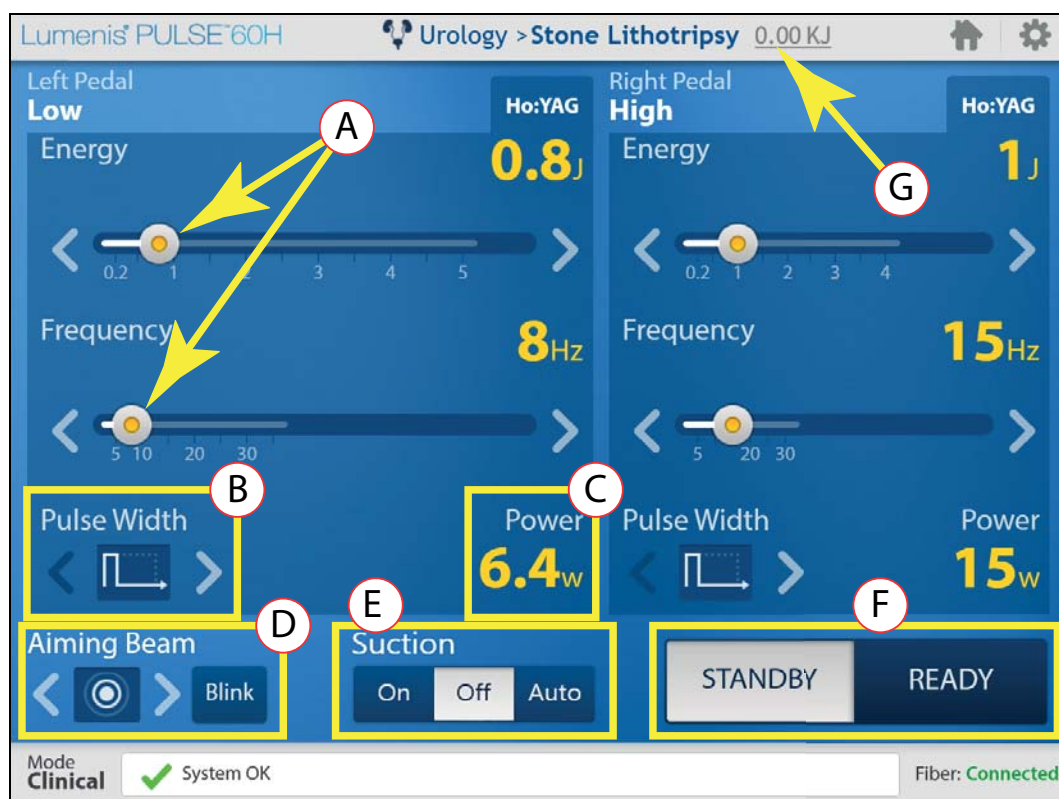 Lumenis® PULSE™60H
Urology > Stone Lithotripsy 0.00 KJ
Left Pedal
Low
Ho:YAG
A
Energy
0.8J
0.2 1 2 3 4 5
Frequency
8Hz
5 10 20 30
B
Pulse Width
C
Power
6.4W
Right Pedal
High
Ho:YAG
G
Energy
1J
0.2 1 2 3 4
Frequency
15Hz
5 20 30
Pulse Width
Power
15W
D
Aiming Beam
Blink
E
Suction
On Off Auto
F
STANDBY READY
Mode
Clinical
System OK
Fiber: Connected